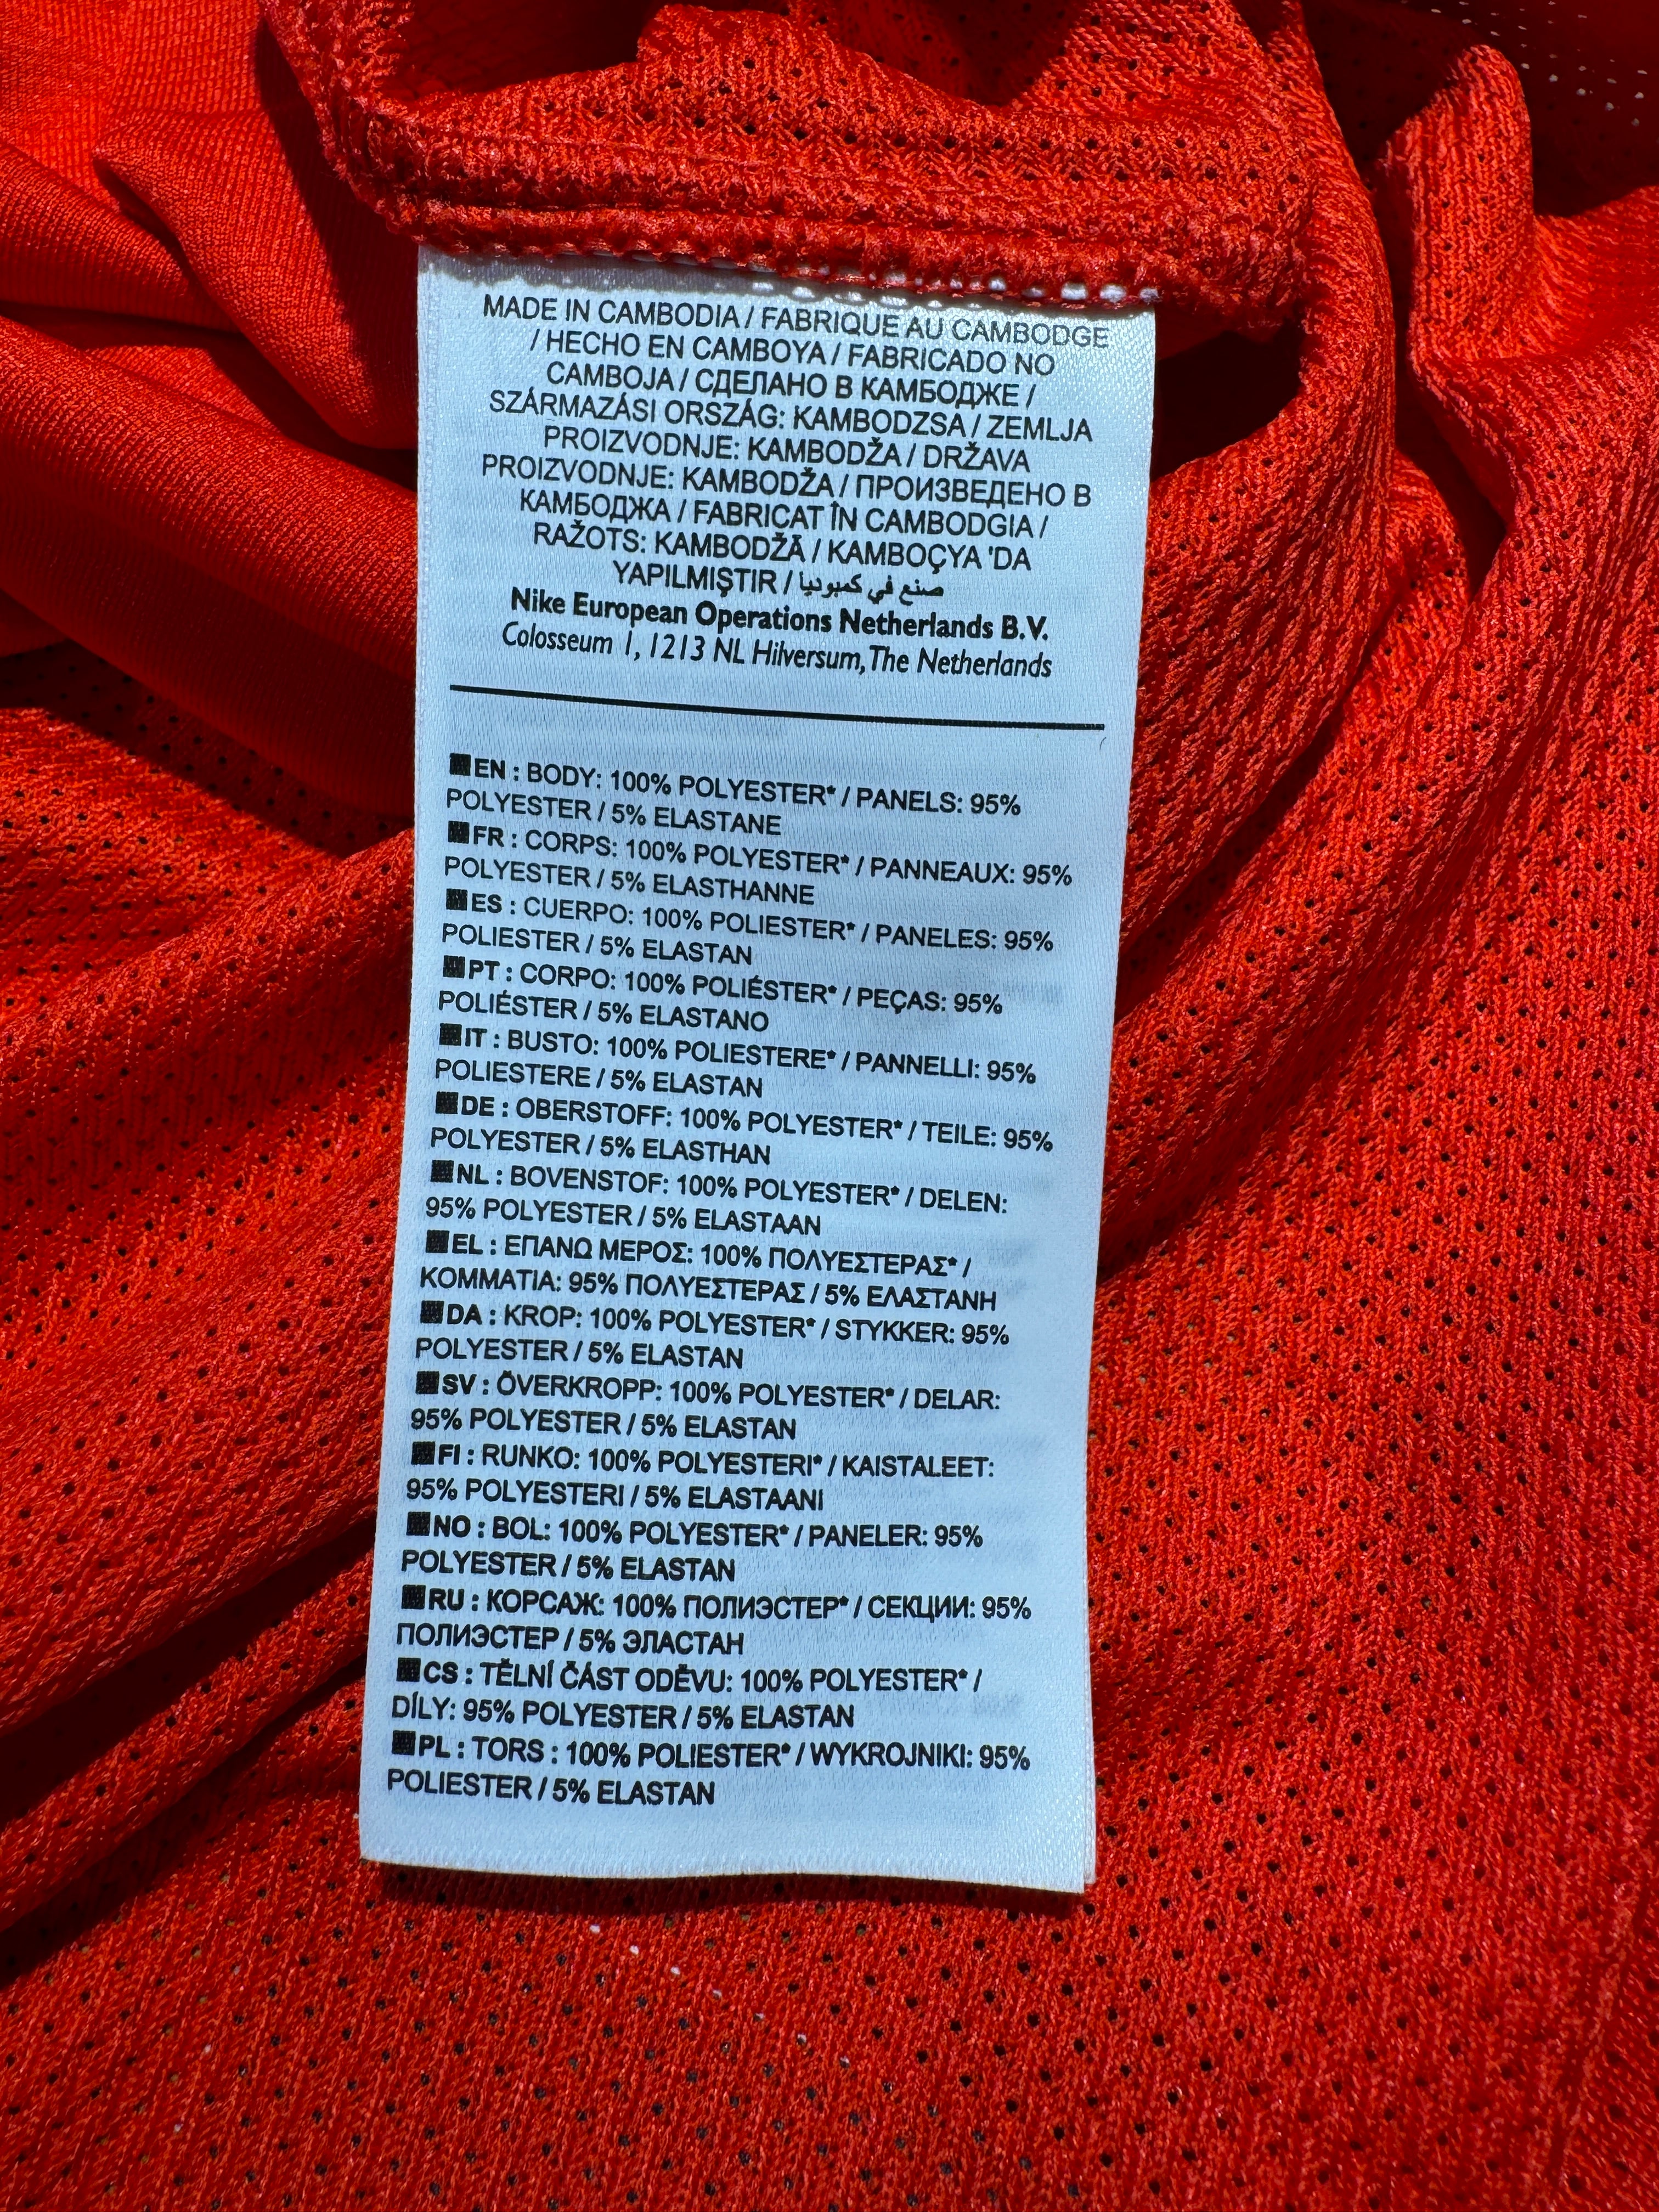 MADE IN CAMBODIA / FABRIQUE AU CAMBODGE
/ HECHO EN CAMBOYA / FABRICADO NO
CAMBOJA / СДЕЛАНО В КАМБОДЖЕ /
SZÁRMAZÁSI ORSZÁG: KAMBODZSA / ZEMLJA
PROIZVODNJE: KAMBODŽA / DRŽAVA
PROIZVODNJE: KAMBODŽA / ПРОИЗВЕДЕНО В
КАМБОДЖА / FABRICAT ÎN CAMBODGIA /
RAŽOTS: KAMBODŽĀ / KAMBOÇYA 'DA
YAPILMIŞTIR / صنع في كمبوديا
Nike European Operations Netherlands B.V.
Colosseum 1, 1213 NL Hilversum, The Netherlands
EN : BODY: 100% POLYESTER* / PANELS: 95%
POLYESTER / 5% ELASTANE
FR : CORPS: 100% POLYESTER* / PANNEAUX: 95%
POLYESTER / 5% ELASTHANNE
ES : CUERPO: 100% POLIESTER* / PANELES: 95%
POLIESTER / 5% ELASTAN
PT : CORPO: 100% POLIÉSTER* / PEÇAS: 95%
POLIÉSTER / 5% ELASTANO
IT : BUSTO: 100% POLIESTERE* / PANNELLI: 95%
POLIESTERE / 5% ELASTAN
DE : OBERSTOFF: 100% POLYESTER* / TEILE: 95%
POLYESTER / 5% ELASTHAN
NL : BOVENSTOF: 100% POLYESTER* / DELEN:
95% POLYESTER / 5% ELASTAAN
EL : ΕΠΑΝΩ ΜΕΡΟΣ: 100% ΠΟΛΥΕΣΤΕΡΑΣ* /
ΚΟΜΜΑΤΙΑ: 95% ΠΟΛΥΕΣΤΕΡΑΣ / 5% ΕΛΑΣΤΑΝΗ
DA : KROP: 100% POLYESTER* / STYKKER: 95%
POLYESTER / 5% ELASTAN
SV : ÖVERKROPP: 100% POLYESTER* / DELAR:
95% POLYESTER / 5% ELASTAN
FI : RUNKO: 100% POLYESTERI* / KAISTALEET:
95% POLYESTERI / 5% ELASTAANI
NO : BOL: 100% POLYESTER* / PANELER: 95%
POLYESTER / 5% ELASTAN
RU : КОРСАЖ: 100% ПОЛИЭСТЕР* / СЕКЦИИ: 95%
ПОЛИЭСТЕР / 5% ЭЛАСТАН
CS : TĚLNÍ ČÁST ODĚVU: 100% POLYESTER* /
DÍLY: 95% POLYESTER / 5% ELASTAN
PL : TORS : 100% POLIESTER* / WYKROJNIKI: 95%
POLIESTER / 5% ELASTAN